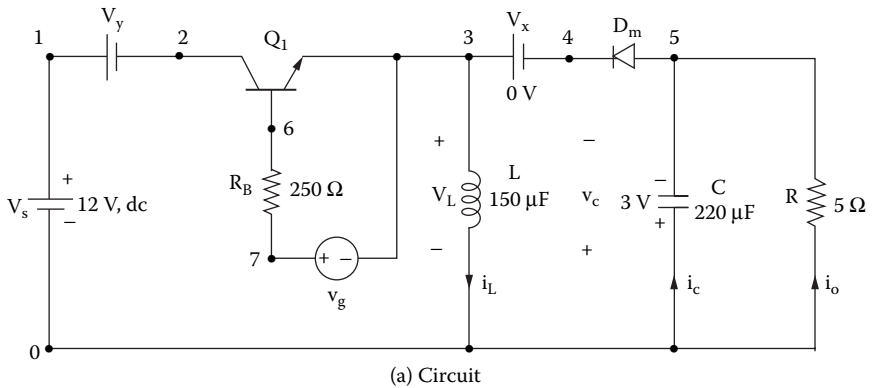 1
V_y
2
Q_1
3
V_x
4
D_m
5
0 V
6
R_B
250 Ω
V_s
+
12 V, dc
−
7
+ −
v_g
+
V_L
−
L
150 μF
i_L
−
v_c
+
−
3 V
+
C
220 μF
i_c
R
5 Ω
i_o
0
(a) Circuit